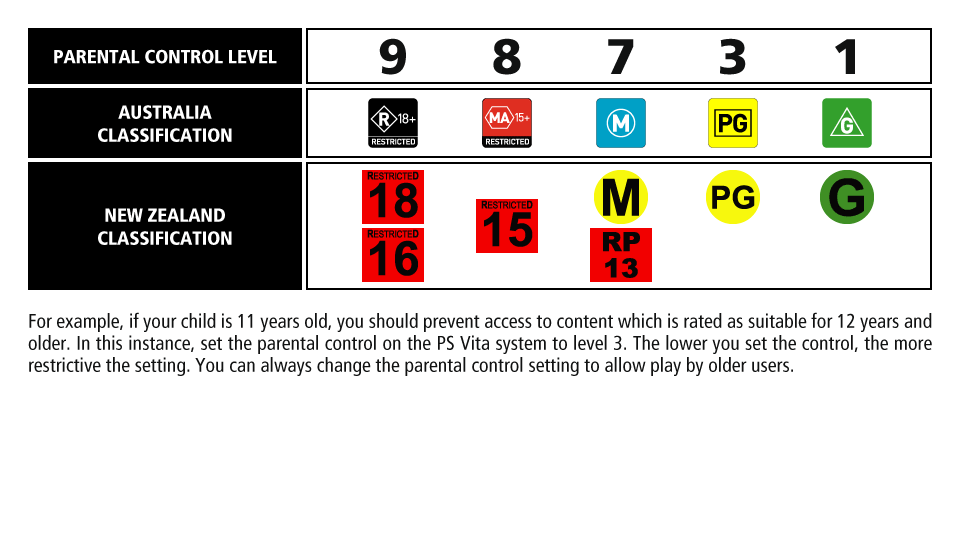 PARENTAL CONTROL LEVEL 9 8 7 3 1
AUSTRALIA
CLASSIFICATION
R 18+
RESTRICTED
MA 15+
RESTRICTED
M
PG
G
NEW ZEALAND
CLASSIFICATION
RESTRICTED
18
RESTRICTED
16
RESTRICTED
15
M
RP
13
PG
G
For example, if your child is 11 years old, you should prevent access to content which is rated as suitable for 12 years and
older. In this instance, set the parental control on the PS Vita system to level 3. The lower you set the control, the more
restrictive the setting. You can always change the parental control setting to allow play by older users.